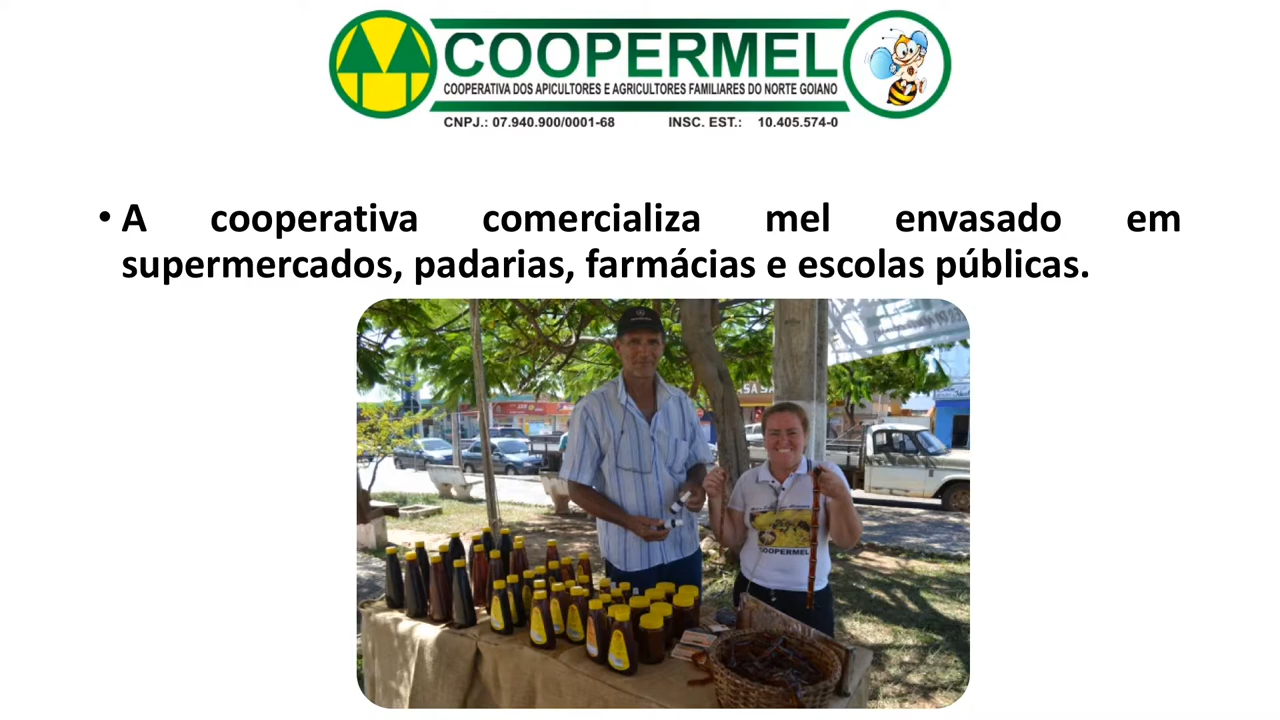 COOPERMEL
COOPERATIVA DOS APICULTORES E AGRICULTORES FAMILIARES DO NORTE GOIANO
CNPJ.: 07.940.900/0001-68 INSC. EST.: 10.405.574-0
• A cooperativa comercializa mel envasado em
supermercados, padarias, farmácias e escolas públicas.
COOPERMEL